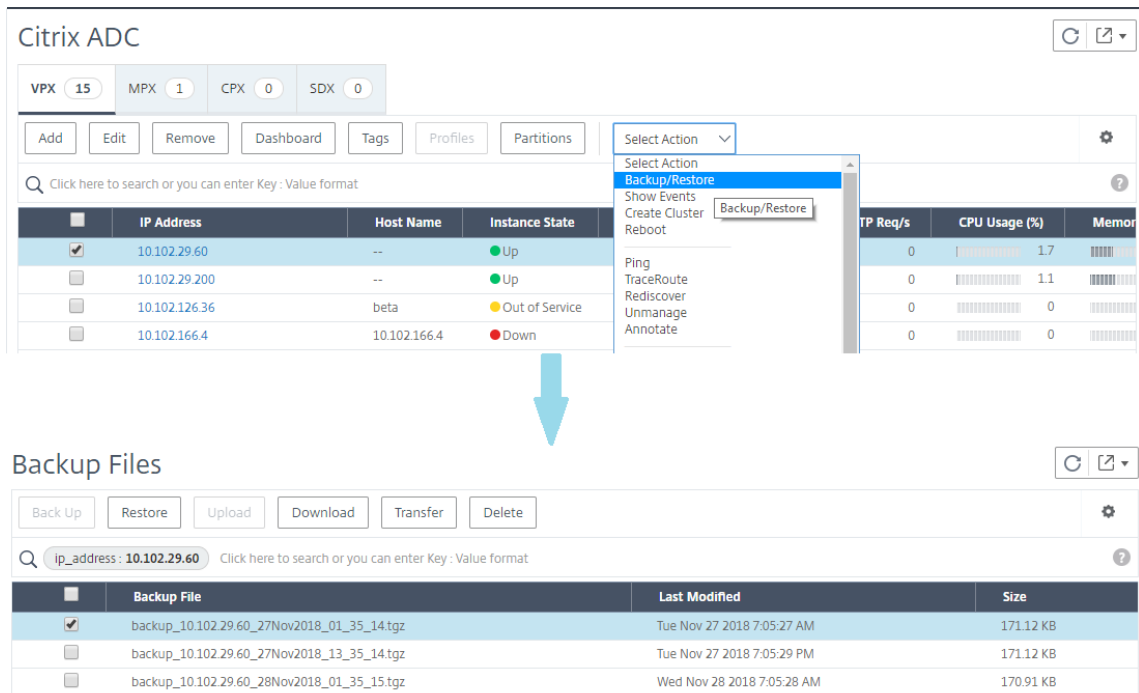 Citrix ADC
VPX 15 MPX 1 CPX 0 SDX 0
Add Edit Remove Dashboard Tags Profiles Partitions Select Action
Select Action
Backup/Restore
Show Events
Create Cluster
Backup/Restore
Reboot
Ping
TraceRoute
Rediscover
Unmanage
Annotate
Click here to search or you can enter Key : Value format ?
IP Address Host Name Instance State TP Req/s CPU Usage (%) Memor
10.102.29.60 -- Up 0 1.7
10.102.29.200 -- Up 0 1.1
10.102.126.36 beta Out of Service 0 0
10.102.166.4 10.102.166.4 Down 0 0
Backup Files
Back Up Restore Upload Download Transfer Delete
ip_address : 10.102.29.60 Click here to search or you can enter Key : Value format ?
Backup File Last Modified Size
backup_10.102.29.60_27Nov2018_01_35_14.tgz Tue Nov 27 2018 7:05:27 AM 171.12 KB
backup_10.102.29.60_27Nov2018_13_35_14.tgz Tue Nov 27 2018 7:05:29 PM 171.12 KB
backup_10.102.29.60_28Nov2018_01_35_15.tgz Wed Nov 28 2018 7:05:28 AM 170.91 KB